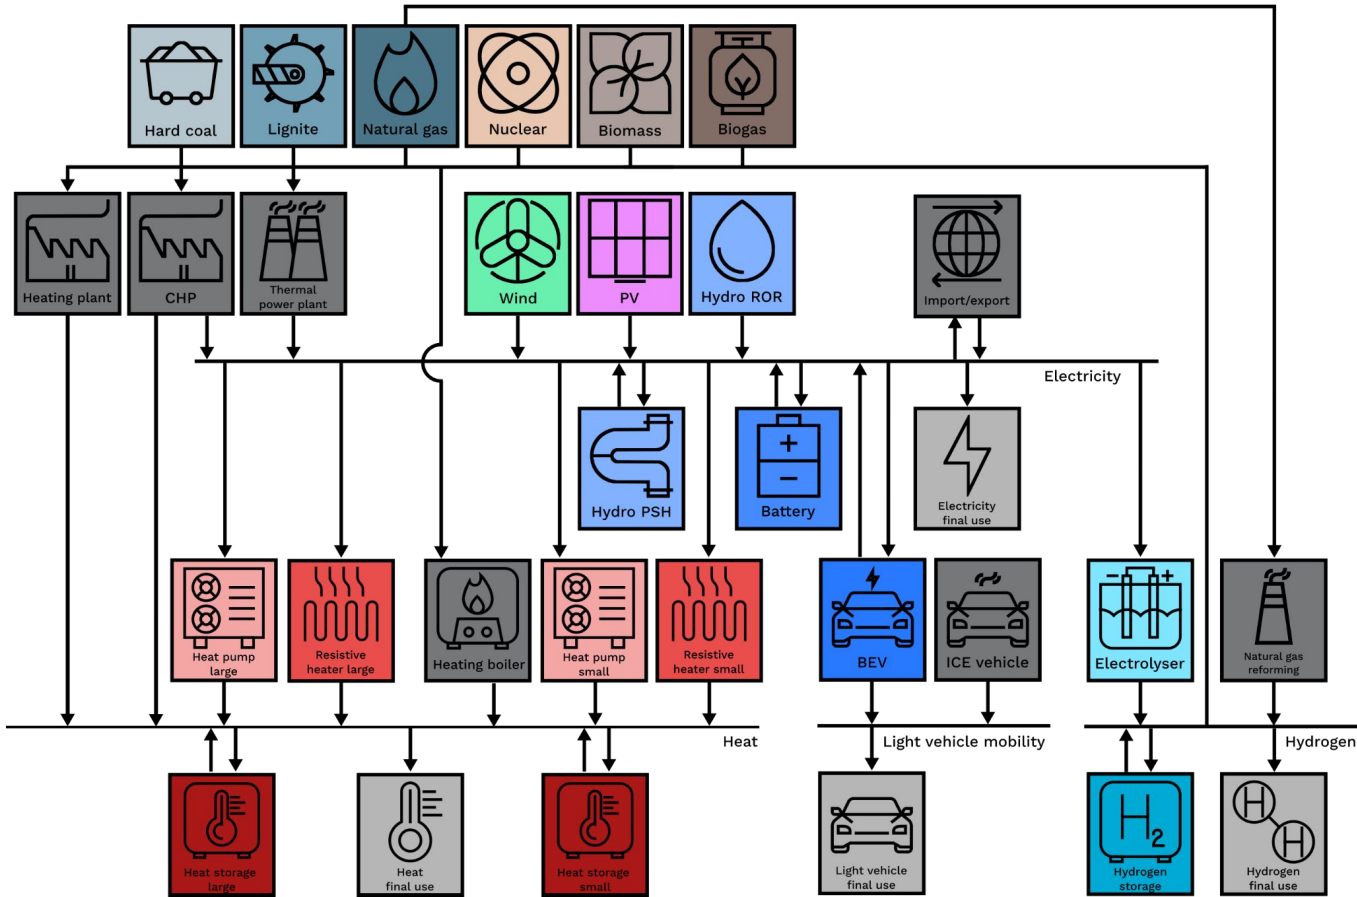 Hard coal
Lignite
Natural gas
Nuclear
Biomass
Biogas
Heating plant
CHP
Thermal
power plant
Wind
PV
Hydro ROR
Import/export
Electricity
Hydro PSH
+
−
Battery
Electricity
final use
Heat pump
large
Resistive
heater large
Heating boiler
Heat pump
small
Resistive
heater small
BEV
ICE vehicle
− +
Electrolyser
Natural gas
reforming
Heat
Light vehicle mobility
Hydrogen
Heat storage
large
Heat
final use
Heat storage
small
Light vehicle
final use
H2
Hydrogen
storage
H
H
Hydrogen
final use